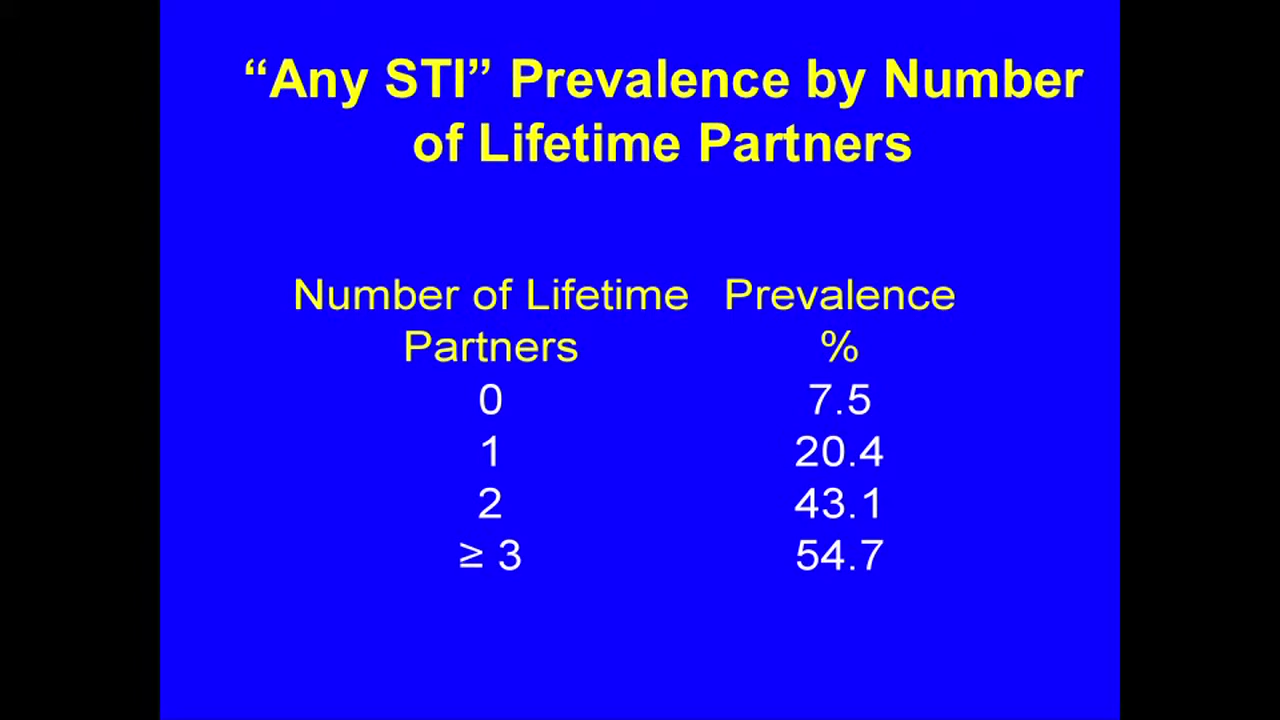 “Any STI” Prevalence by Number
of Lifetime Partners
Number of Lifetime Partners Prevalence %
0 7.5
1 20.4
2 43.1
≥ 3 54.7